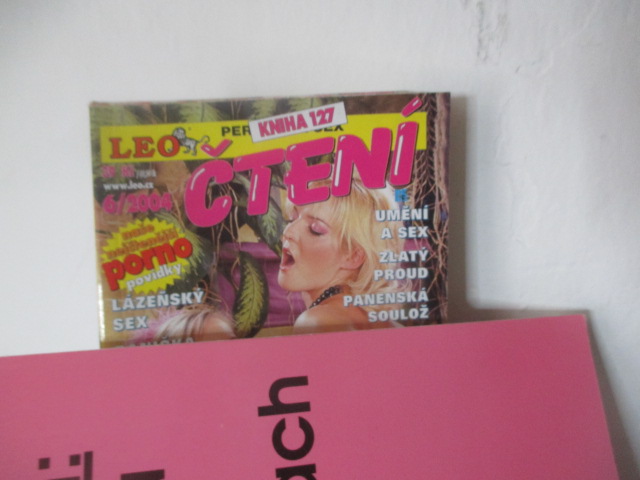 LEO PER SEX
KNIHA 127
ČTENÍ
www.leo.cz
6/2004
porno
povídky
LÁZEŇSKÝ
SEX
UMĚNÍ
A SEX
ZLATÝ
PROUD
PANENSKÁ
SOULOŽ
ach